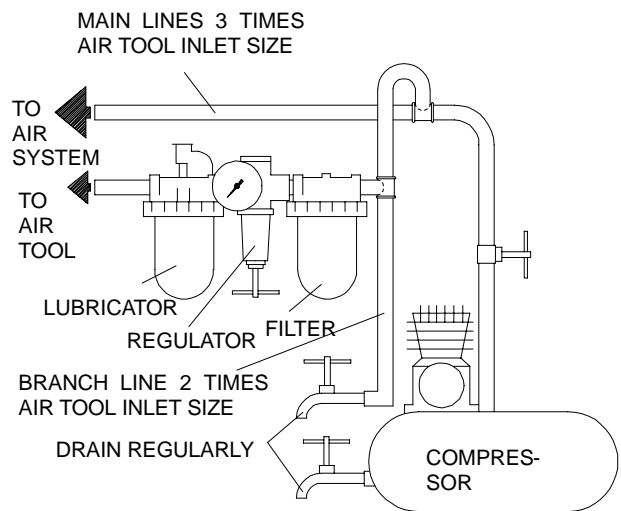 MAIN LINES 3 TIMES
AIR TOOL INLET SIZE
TO
AIR
SYSTEM
TO
AIR
TOOL
LUBRICATOR
REGULATOR
FILTER
BRANCH LINE 2 TIMES
AIR TOOL INLET SIZE
DRAIN REGULARLY
COMPRES-
SOR